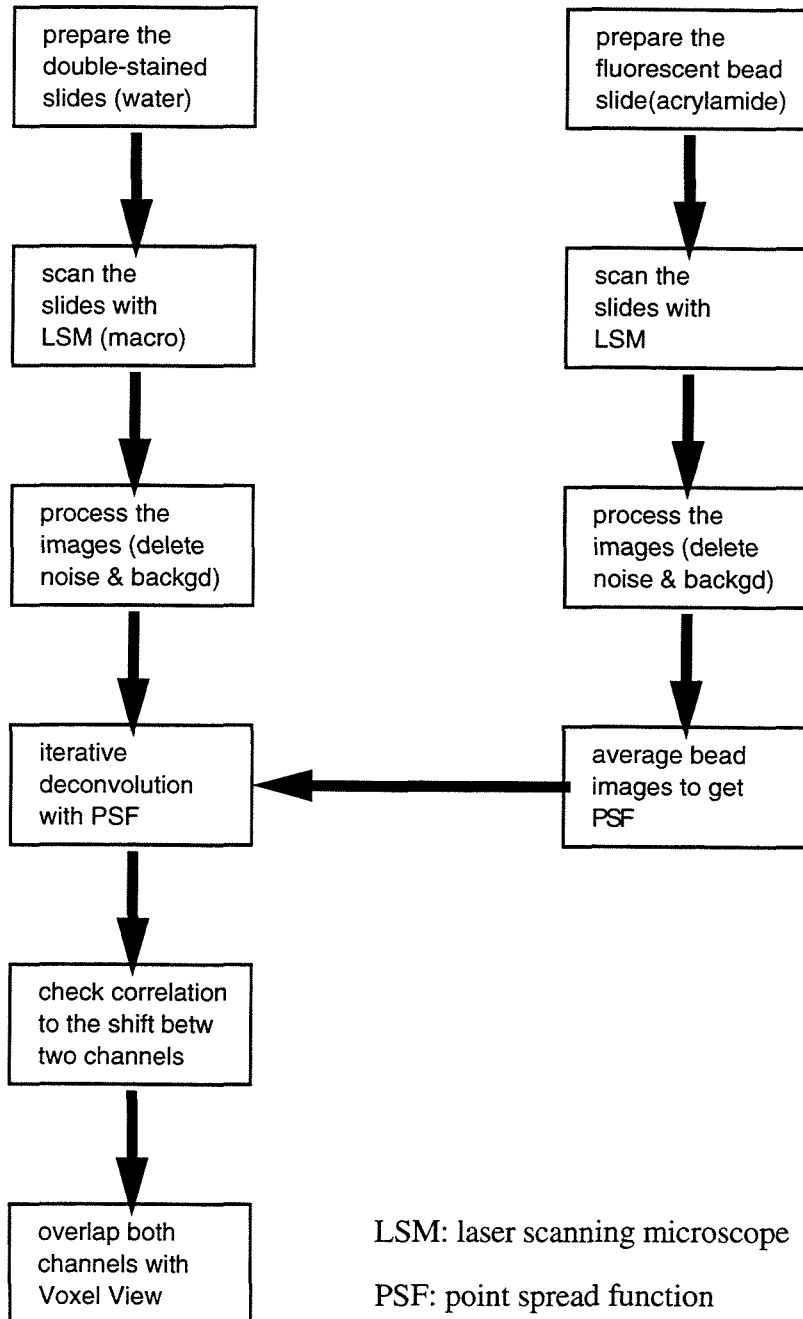 prepare the
double-stained
slides (water)
scan the
slides with
LSM (macro)
process the
images (delete
noise & backgd)
iterative
deconvolution
with PSF
check correlation
to the shift betw
two channels
overlap both
channels with
Voxel View
prepare the
fluorescent bead
slide(acrylamide)
scan the
slides with
LSM
process the
images (delete
noise & backgd)
average bead
images to get
PSF
LSM: laser scanning microscope
PSF: point spread function